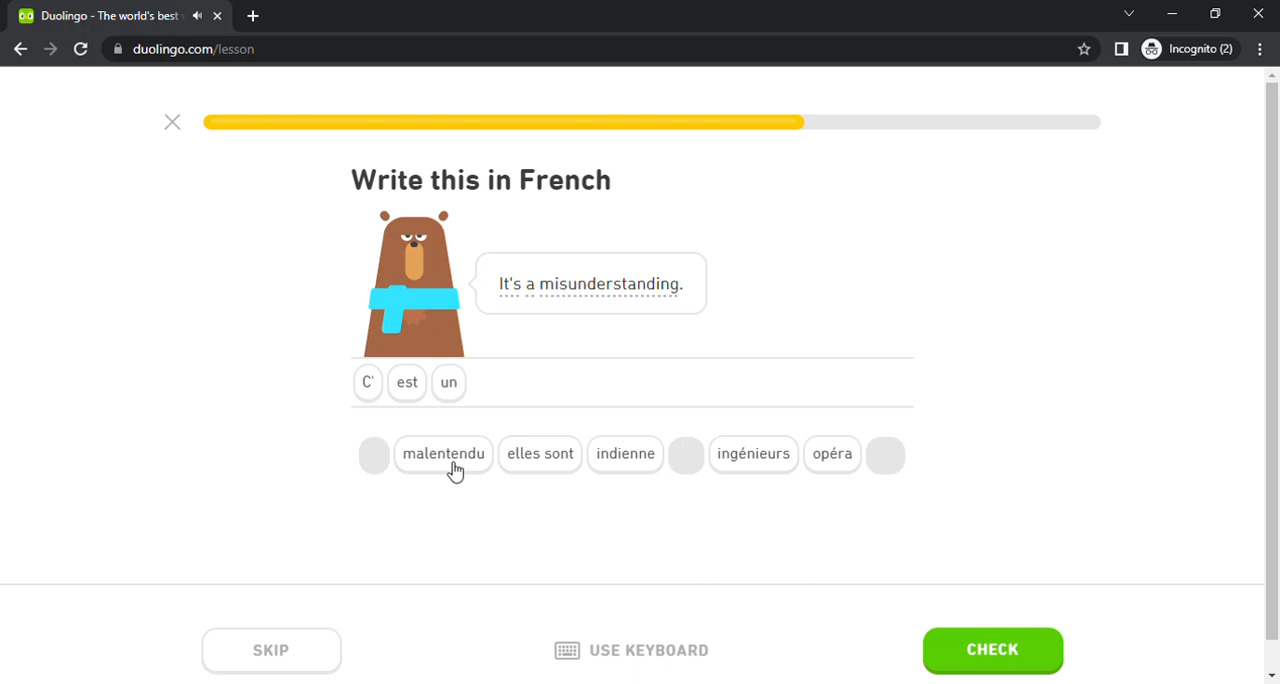 Duolingo - The world's best
duolingo.com/lesson
Incognito (2)
Write this in French
It's a misunderstanding.
C' est un
malentendu elles sont indienne ingénieurs opéra
SKIP USE KEYBOARD CHECK